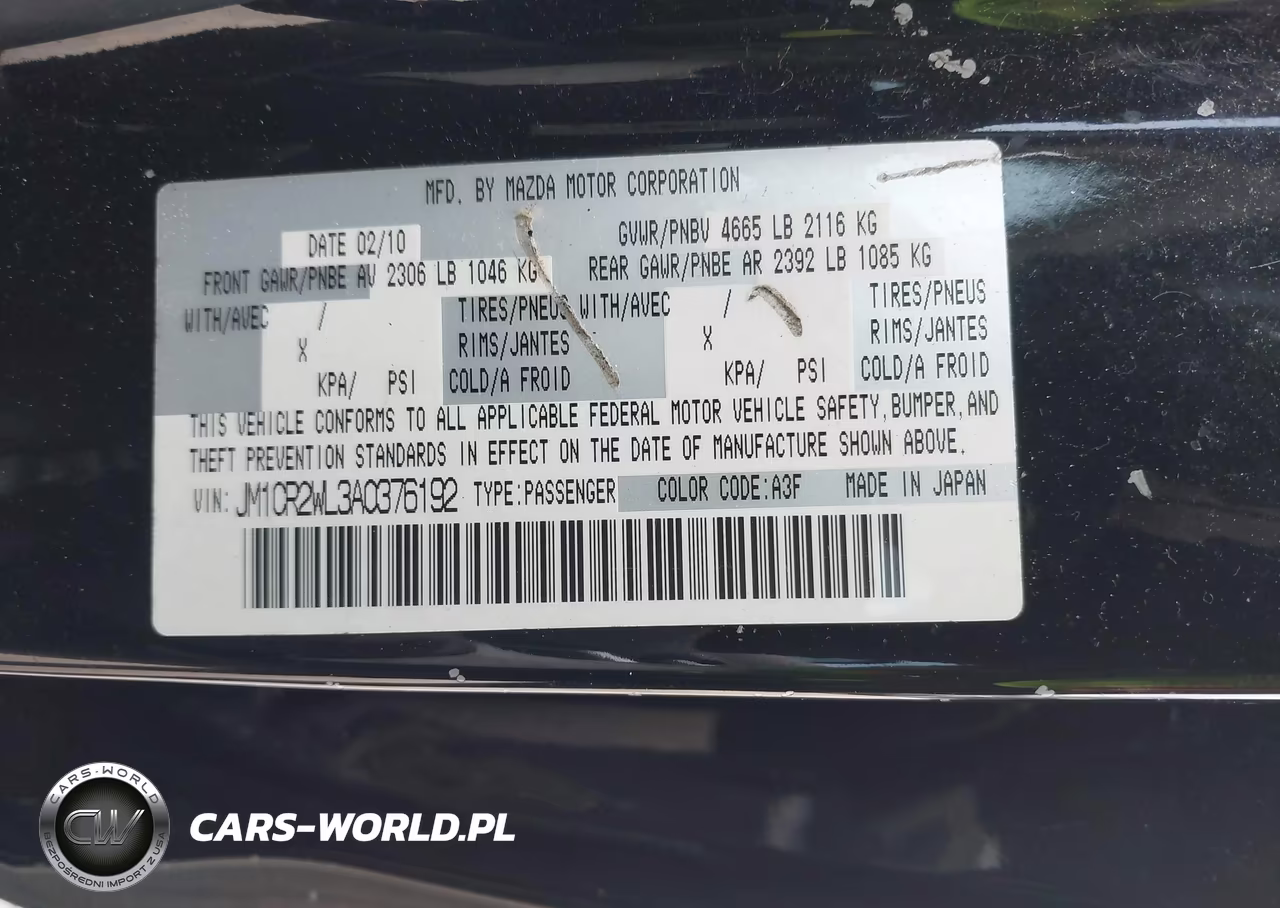 MFD. BY MAZDA MOTOR CORPORATION
DATE 02/10 GVWR/PNBV 4665 LB 2116 KG
FRONT GAWR/PNBE AV 2306 LB 1046 KG REAR GAWR/PNBE AR 2392 LB 1085 KG
WITH/AVEC / TIRES/PNEUS WITH/AVEC / TIRES/PNEUS
X RIMS/JANTES X RIMS/JANTES
KPA/ PSI COLD/A FROID KPA/ PSI COLD/A FROID
THIS VEHICLE CONFORMS TO ALL APPLICABLE FEDERAL MOTOR VEHICLE SAFETY,BUMPER,AND
THEFT PREVENTION STANDARDS IN EFFECT ON THE DATE OF MANUFACTURE SHOWN ABOVE.
VIN: JM1CR2WL3A0376192 TYPE:PASSENGER COLOR CODE:A3F MADE IN JAPAN
CARS-WORLD
CW
BEZPOŚREDNI IMPORT Z USA
CARS-WORLD.PL